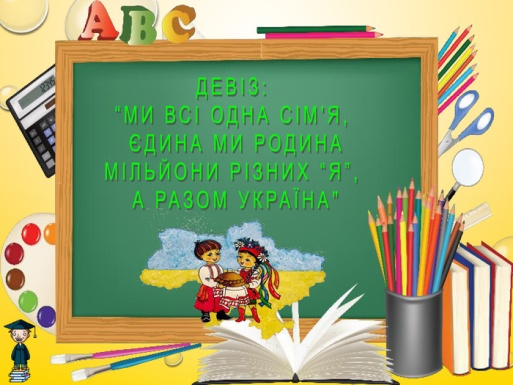 ABC
ДЕВІЗ:
“МИ ВСІ ОДНА СІМ'Я,
ЄДИНА МИ РОДИНА
МІЛЬЙОНИ РІЗНИХ “Я”,
А РАЗОМ УКРАЇНА”